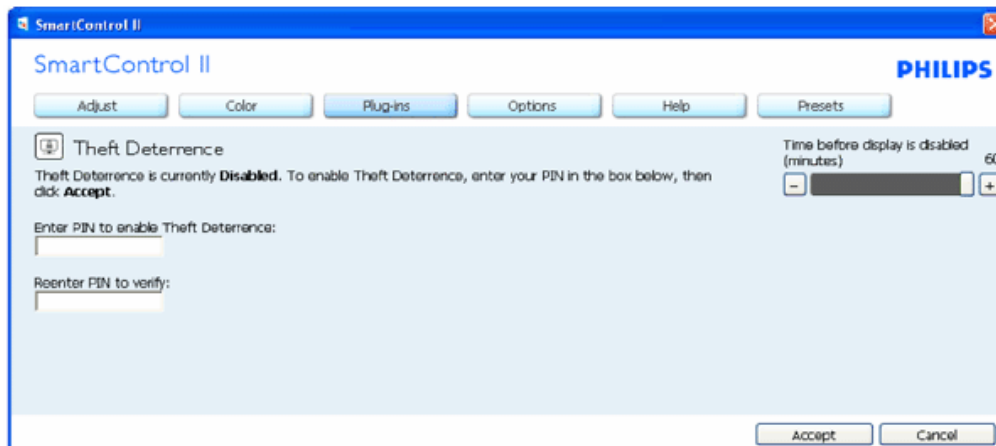 SmartControl II
SmartControl II
PHILIPS
Adjust Color Plug-ins Options Help Presets
Theft Deterrence
Theft Deterrence is currently Disabled. To enable Theft Deterrence, enter your PIN in the box below, then
click Accept.
Time before display is disabled
(minutes) 60
- +
Enter PIN to enable Theft Deterrence:
Reenter PIN to verify:
Accept Cancel